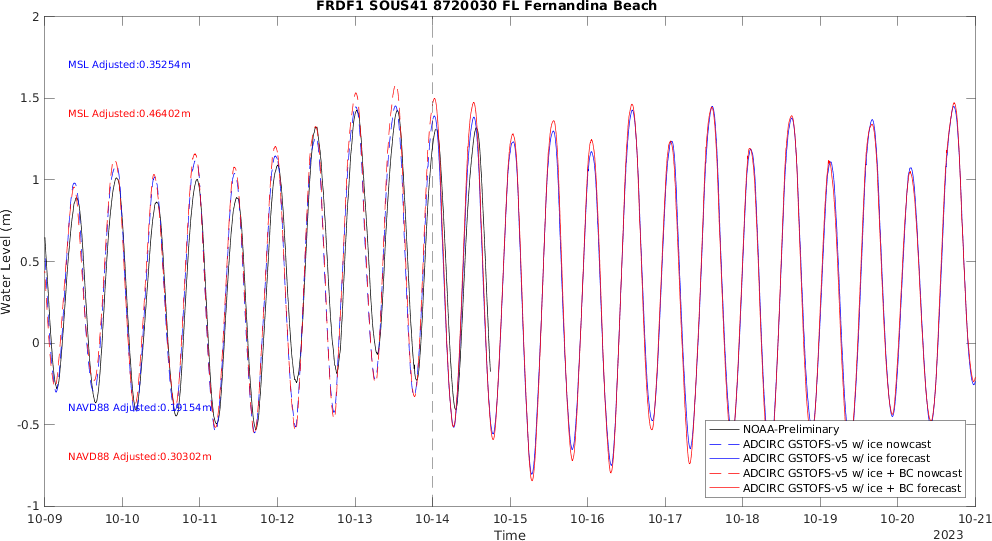 FRDF1 SOUS41 8720030 FL Fernandina Beach
2
1.5
1
0.5
0
-0.5
-1
Water Level (m)
MSL Adjusted:0.35254m
MSL Adjusted:0.46402m
NAVD88 Adjusted:0.19154m
NAVD88 Adjusted:0.30302m
NOAA-Preliminary
ADCIRC GSTOFS-v5 w/ ice nowcast
ADCIRC GSTOFS-v5 w/ ice forecast
ADCIRC GSTOFS-v5 w/ ice + BC nowcast
ADCIRC GSTOFS-v5 w/ ice + BC forecast
10-09 10-10 10-11 10-12 10-13 10-14 10-15 10-16 10-17 10-18 10-19 10-20 10-21
Time
2023